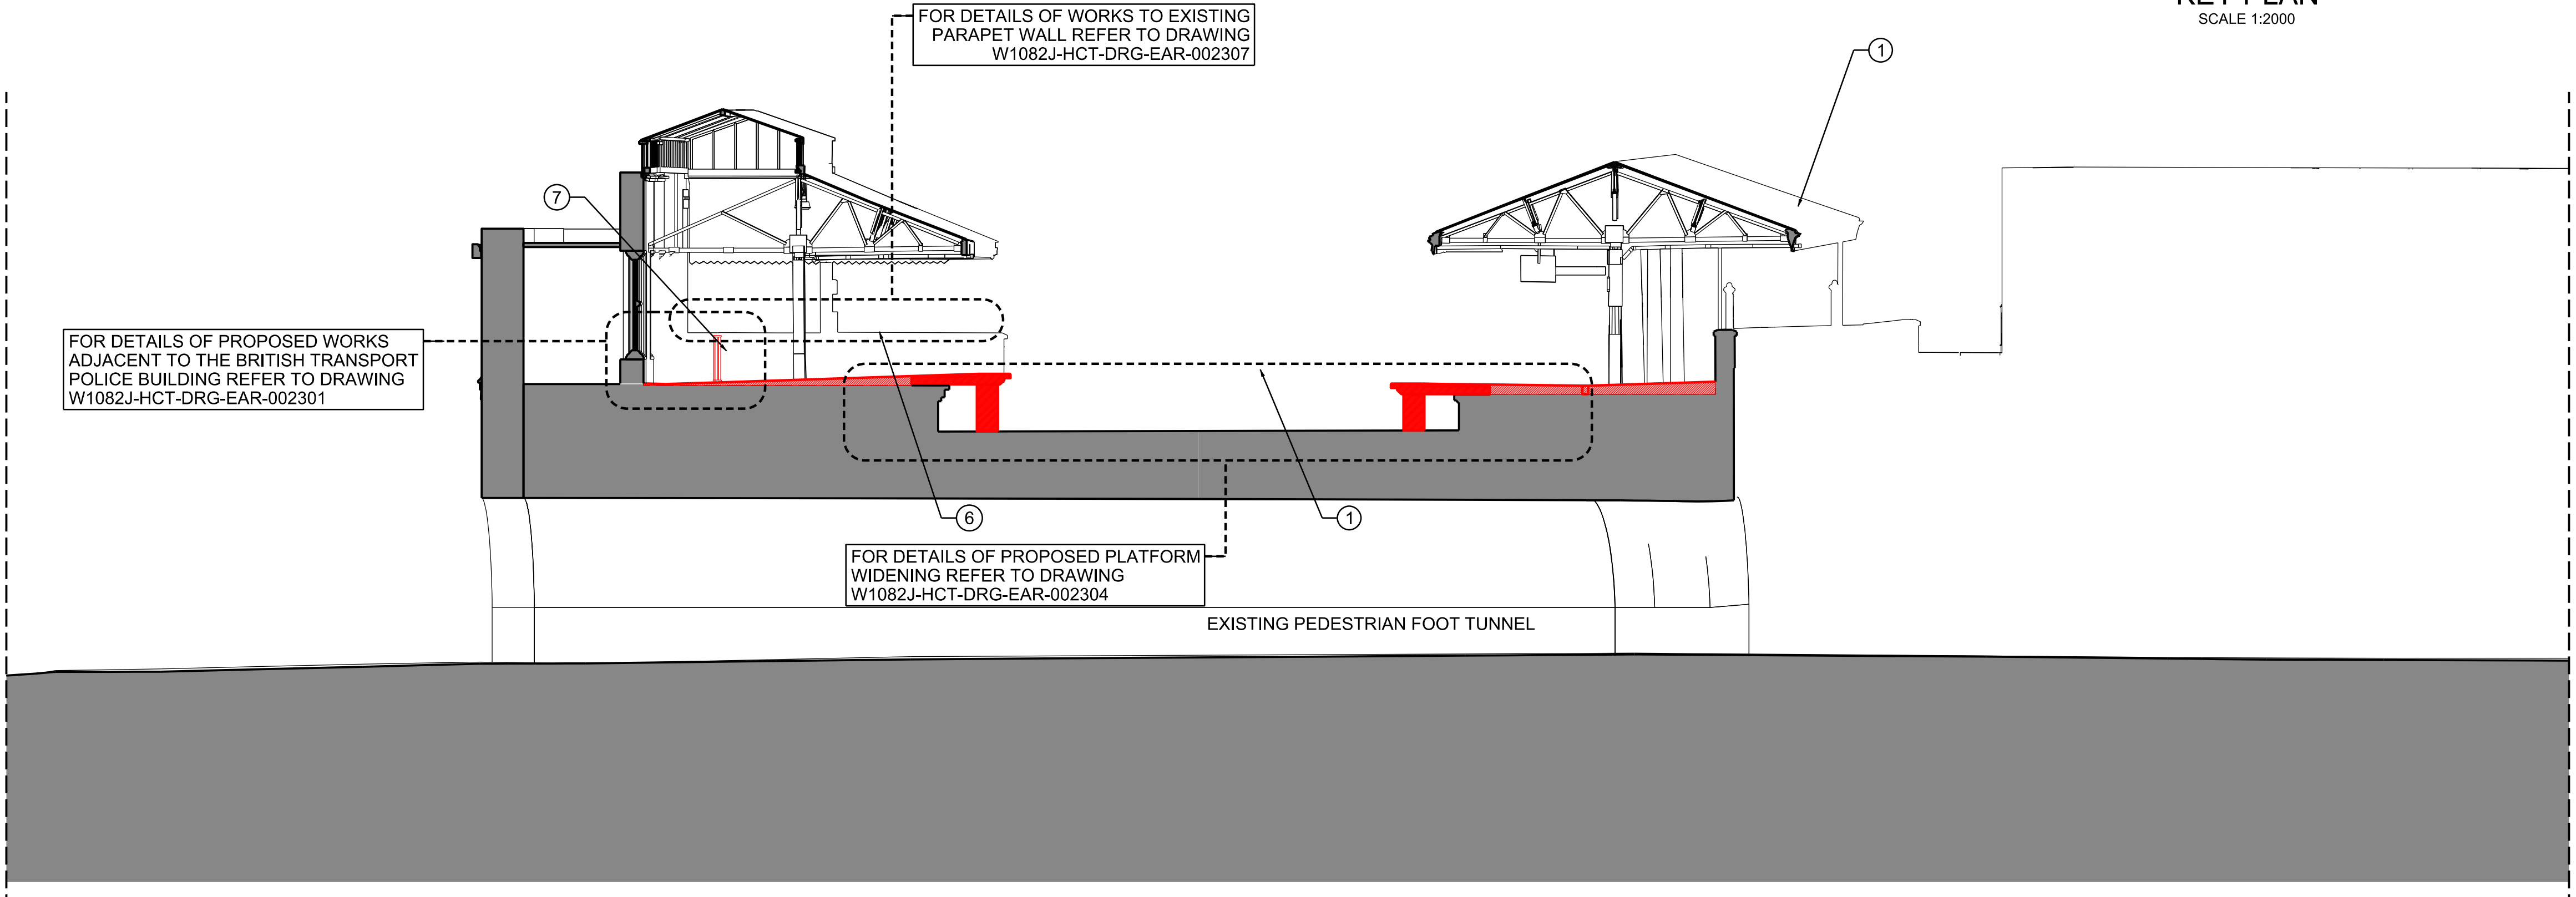 KEY PLAN
SCALE 1:2000
FOR DETAILS OF WORKS TO EXISTING
PARAPET WALL REFER TO DRAWING
W1082J-HCT-DRG-EAR-002307
1
7
FOR DETAILS OF PROPOSED WORKS
ADJACENT TO THE BRITISH TRANSPORT
POLICE BUILDING REFER TO DRAWING
W1082J-HCT-DRG-EAR-002301
6
1
FOR DETAILS OF PROPOSED PLATFORM
WIDENING REFER TO DRAWING
W1082J-HCT-DRG-EAR-002304
EXISTING PEDESTRIAN FOOT TUNNEL